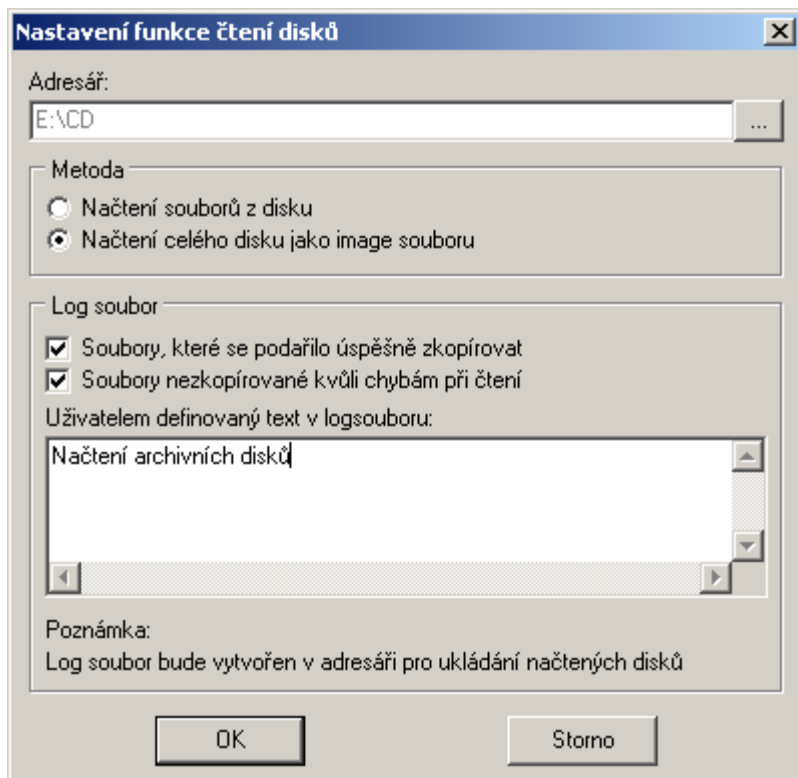 Nastavení funkce čtení disků
Adresář:
E:\CD
...
Metoda
Načtení souborů z disku
Načtení celého disku jako image souboru
Log soubor
Soubory, které se podařilo úspěšně zkopírovat
Soubory nezkopírované kvůli chybám při čtení
Uživatelem definovaný text v logsouboru:
Načtení archivních disků
Poznámka:
Log soubor bude vytvořen v adresáři pro ukládání načtených disků
OK
Storno